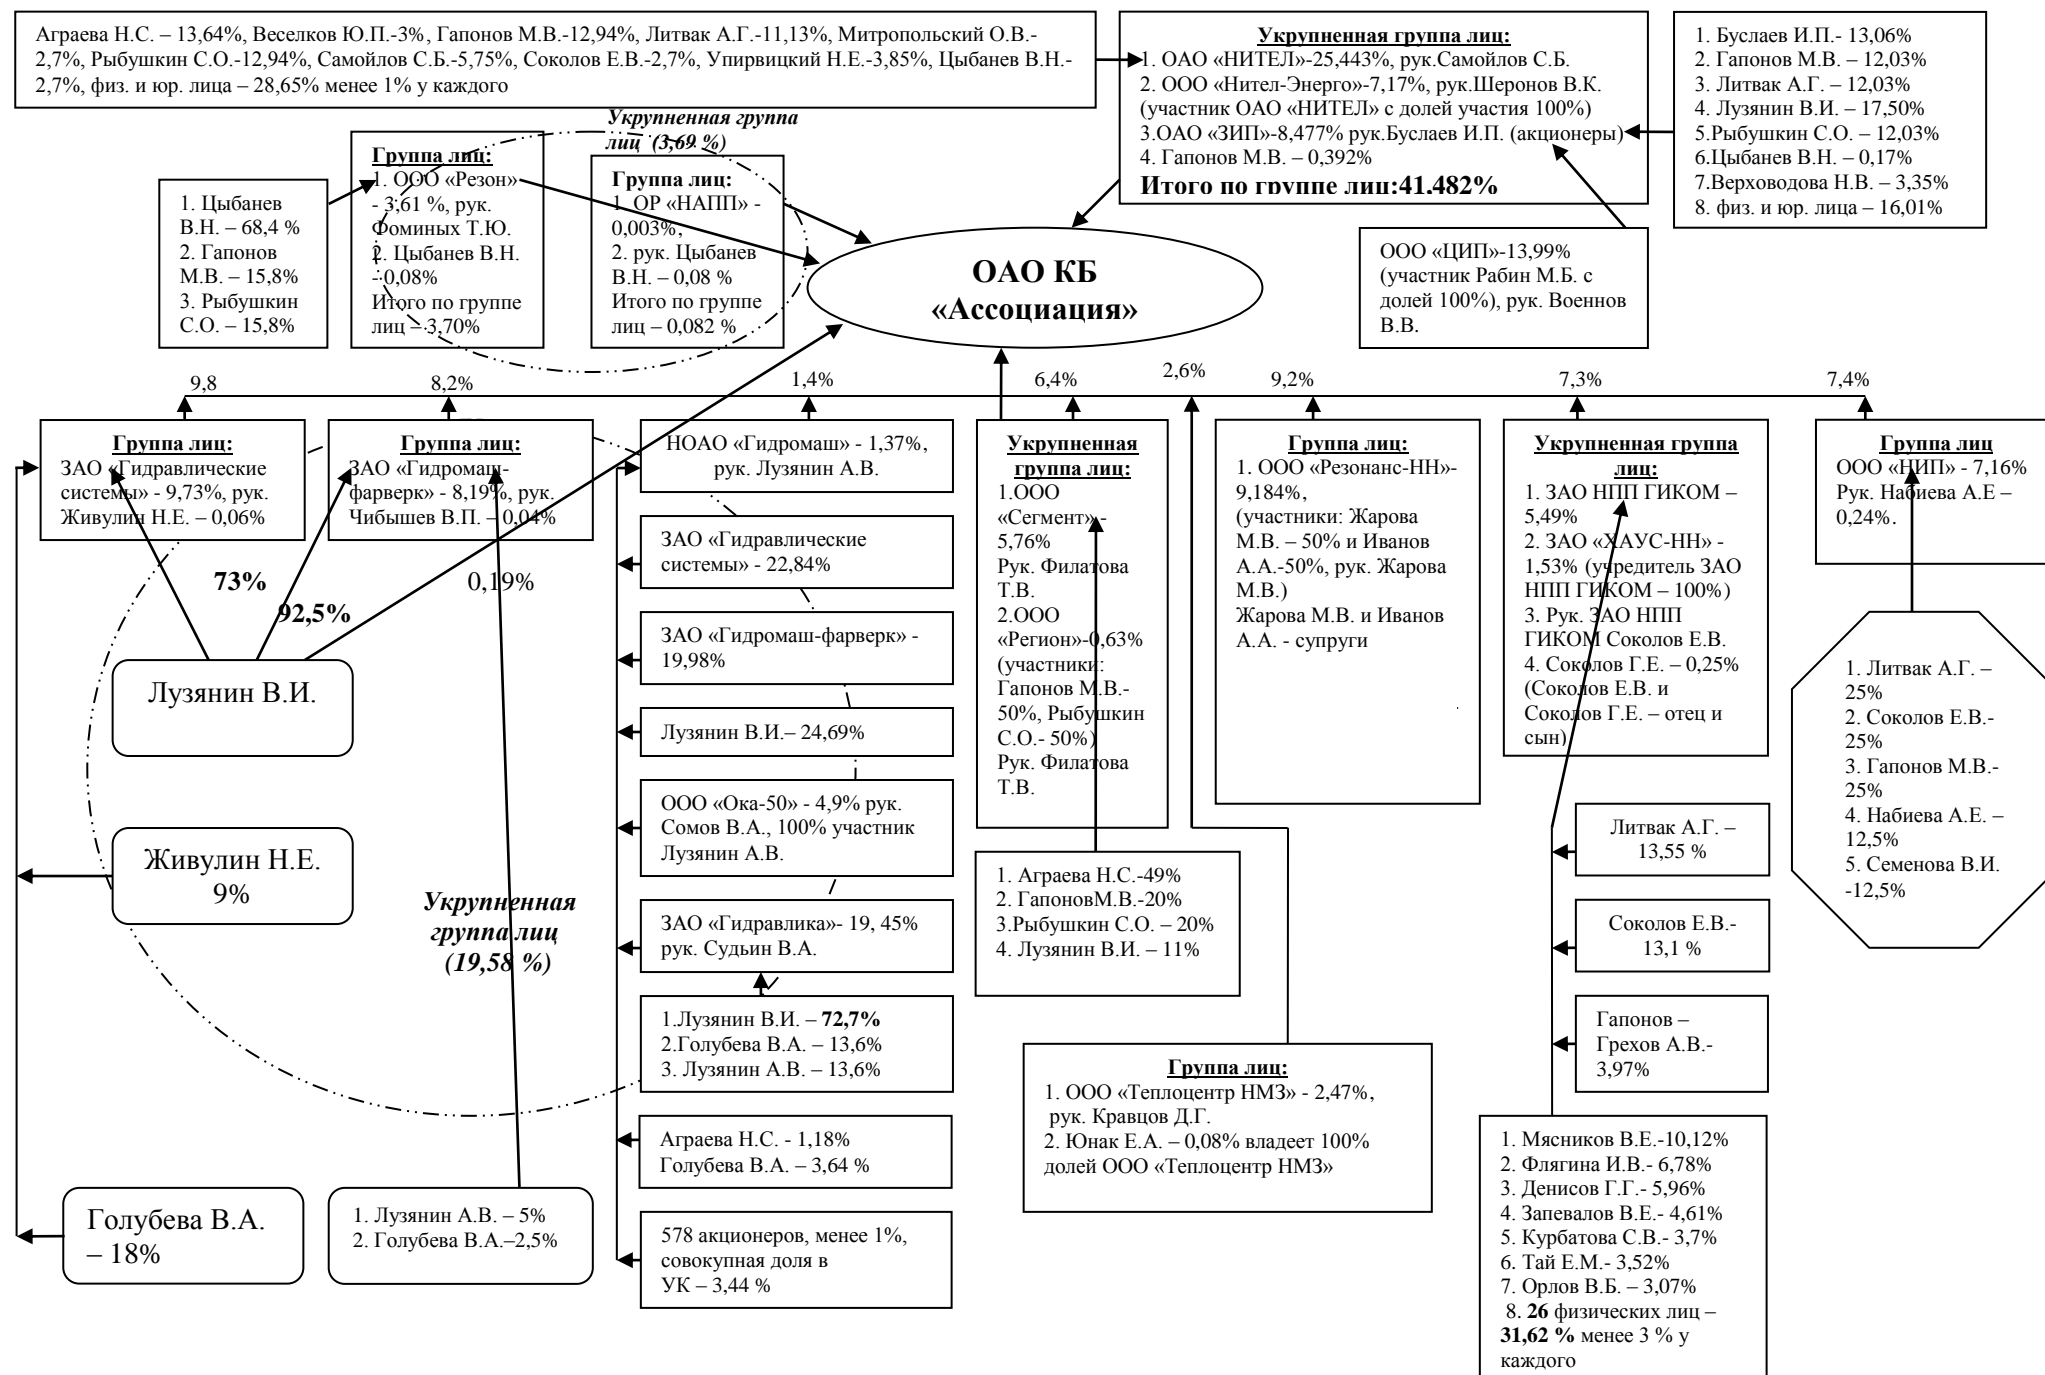 Аграева Н.С. – 13,64%, Веселков Ю.П.-3%, Гапонов М.В.-12,94%, Литвак А.Г.-11,13%, Митропольский О.В.-
2,7%, Рыбушкин С.О.-12,94%, Самойлов С.Б.-5,75%, Соколов Е.В.-2,7%, Упирвицкий Н.Е.-3,85%, Цыбанев В.Н.-
2,7%, физ. и юр. лица – 28,65% менее 1% у каждого
Укрупненная группа лиц:
1. ОАО «НИТЕЛ»-25,443%, рук.Самойлов С.Б.
2. ООО «Нител-Энерго»-7,17%, рук.Шеронов В.К.
(участник ОАО «НИТЕЛ» с долей участия 100%)
3.ОАО «ЗИП»-8,477% рук.Буслаев И.П. (акционеры)
4. Гапонов М.В. – 0,392%
Итого по группе лиц:41,482%
1. Буслаев И.П.- 13,06%
2. Гапонов М.В. – 12,03%
3. Литвак А.Г. – 12,03%
4. Лузянин В.И. – 17,50%
5.Рыбушкин С.О. – 12,03%
6.Цыбанев В.Н. – 0,17%
7.Верховодова Н.В. – 3,35%
8. физ. и юр. лица – 16,01%
Укрупненная группа
лиц (3,69 %)
1. Цыбанев
В.Н. – 68,4 %
2. Гапонов
М.В. – 15,8%
3. Рыбушкин
С.О. – 15,8%
Группа лиц:
1. ООО «Резон»
- 3,61 %, рук.
Фоминых Т.Ю.
2. Цыбанев В.Н.
- 0,08%
Итого по группе
лиц – 3,70%
Группа лиц:
1. ОР «НАПП» -
0,003%,
2. рук. Цыбанев
В.Н. – 0,08 %
Итого по группе
лиц – 0,082 %
ОАО КБ
«Ассоциация»
ООО «ЦИП»-13,99%
(участник Рабин М.Б. с
долей 100%), рук. Военнов
В.В.
9,8
8,2%
1,4%
6,4%
2,6%
9,2%
7,3%
7,4%
Группа лиц:
ЗАО «Гидравлические
системы» - 9,73%, рук.
Живулин Н.Е. – 0,06%
Группа лиц:
ЗАО «Гидромаш-
фарверк» - 8,19%, рук.
Чибышев В.П. – 0,04%
НОАО «Гидромаш» - 1,37%,
рук. Лузянин А.В.
Укрупненная
группа лиц:
1.ООО
«Сегмент» -
5,76%
Рук. Филатова
Т.В.
2.ООО
«Регион»-0,63%
(участники:
Гапонов М.В.-
50%, Рыбушкин
С.О.- 50%)
Рук. Филатова
Т.В.
Группа лиц:
1. ООО «Резонанс-НН»-
9,184%,
(участники: Жарова
М.В. – 50% и Иванов
А.А.-50%, рук. Жарова
М.В.)
Жарова М.В. и Иванов
А.А. - супруги
Укрупненная группа
лиц:
1. ЗАО НПП ГИКОМ –
5,49%
2. ЗАО «ХАУС-НН» -
1,53% (учредитель ЗАО
НПП ГИКОМ – 100%)
3. Рук. ЗАО НПП
ГИКОМ Соколов Е.В.
4. Соколов Г.Е. – 0,25%
(Соколов Е.В. и
Соколов Г.Е. – отец и
сын)
Группа лиц
ООО «НИП» - 7,16%
Рук. Набиева А.Е –
0,24%.
73%
92,5%
0,19%
Лузянин В.И.
Живулин Н.Е.
9%
Голубева В.А.
– 18%
Укрупненная
группа лиц
(19,58 %)
1. Лузянин А.В. – 5%
2. Голубева В.А.–2,5%
ЗАО «Гидравлические
системы» - 22,84%
ЗАО «Гидромаш-фарверк» -
19,98%
Лузянин В.И.– 24,69%
ООО «Ока-50» - 4,9% рук.
Сомов В.А., 100% участник
Лузянин А.В.
ЗАО «Гидравлика»- 19, 45%
рук. Судьин В.А.
1.Лузянин В.И. – 72,7%
2.Голубева В.А. – 13,6%
3. Лузянин А.В. – 13,6%
Аграева Н.С. - 1,18%
Голубева В.А. – 3,64 %
578 акционеров, менее 1%,
совокупная доля в
УК – 3,44 %
1. Аграева Н.С.-49%
2. ГапоновМ.В.-20%
3.Рыбушкин С.О. – 20%
4. Лузянин В.И. – 11%
Группа лиц:
1. ООО «Теплоцентр НМЗ» - 2,47%,
рук. Кравцов Д.Г.
2. Юнак Е.А. – 0,08% владеет 100%
долей ООО «Теплоцентр НМЗ»
Литвак А.Г. –
13,55 %
Соколов Е.В.-
13,1 %
Гапонов –
Грехов А.В.-
3,97%
1. Мясников В.Е.-10,12%
2. Флягина И.В.- 6,78%
3. Денисов Г.Г.- 5,96%
4. Запевалов В.Е.- 4,61%
5. Курбатова С.В.- 3,7%
6. Тай Е.М.- 3,52%
7. Орлов В.Б. – 3,07%
8. 26 физических лиц –
31,62 % менее 3 % у
каждого
1. Литвак А.Г. –
25%
2. Соколов Е.В.-
25%
3. Гапонов М.В.-
25%
4. Набиева А.Е. –
12,5%
5. Семенова В.И.
-12,5%